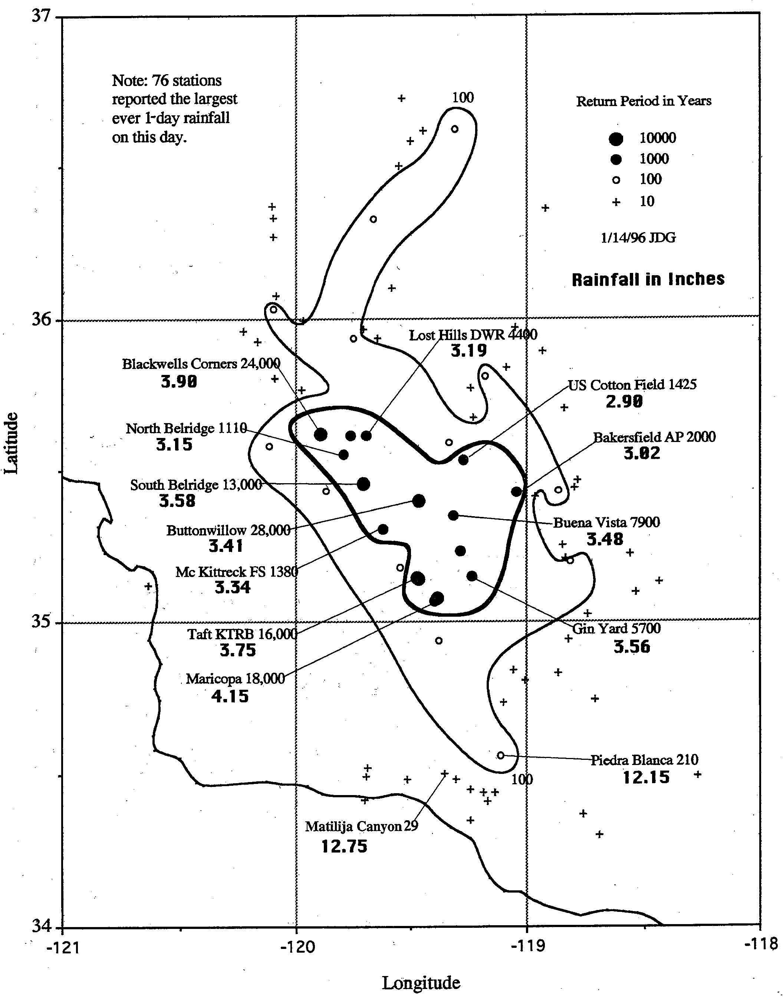 37
Note: 76 stations
reported the largest
ever 1-day rainfall
on this day.
100
Return Period in Years
10000
1000
100
10
1/14/96 JDG
Rainfall in Inches
36
Lost Hills DWR 4400
3.19
Blackwells Corners 24,000
3.90
US Cotton Field 1425
2.90
North Belridge 1110
3.15
Bakersfield AP 2000
3.02
Latitude
South Belridge 13,000
3.58
Buttonwillow 28,000
3.41
Buena Vista 7900
3.48
Mc Kittreck FS 1380
3.34
35
Taft KTRB 16,000
3.75
Gin Yard 5700
3.56
Maricopa 18,000
4.15
Piedra Blanca 210
12.15
100
Matilija Canyon 29
12.75
34
-121
-120
-119
-118
Longitude